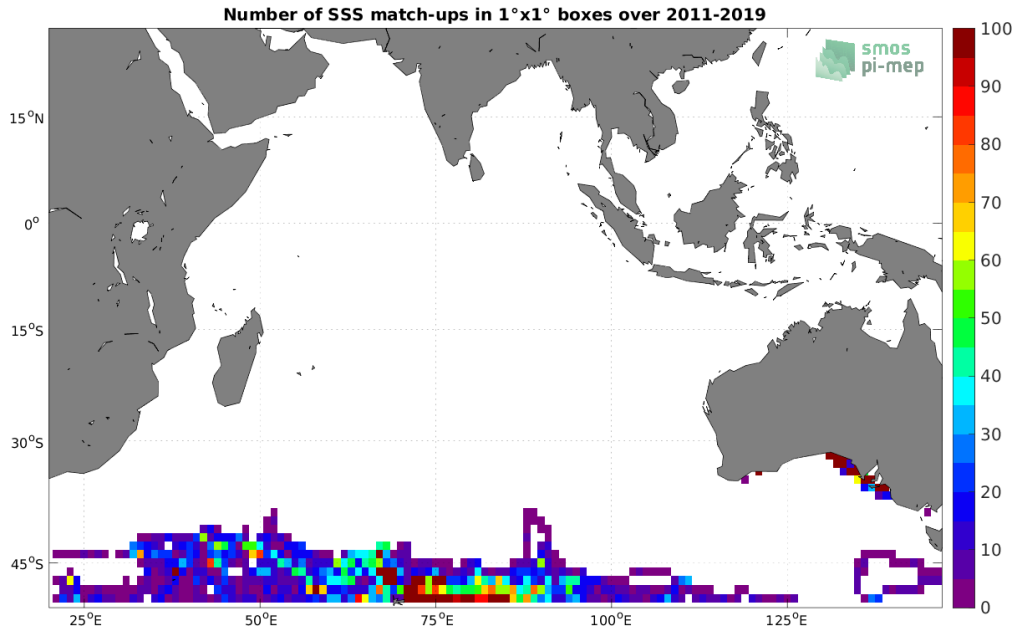 Number of SSS match-ups in 1°x1° boxes over 2011-2019
smos
pi-mep
100
90
80
70
60
50
40
30
20
10
0
15°N
0°
15°S
30°S
45°S
25°E
50°E
75°E
100°E
125°E